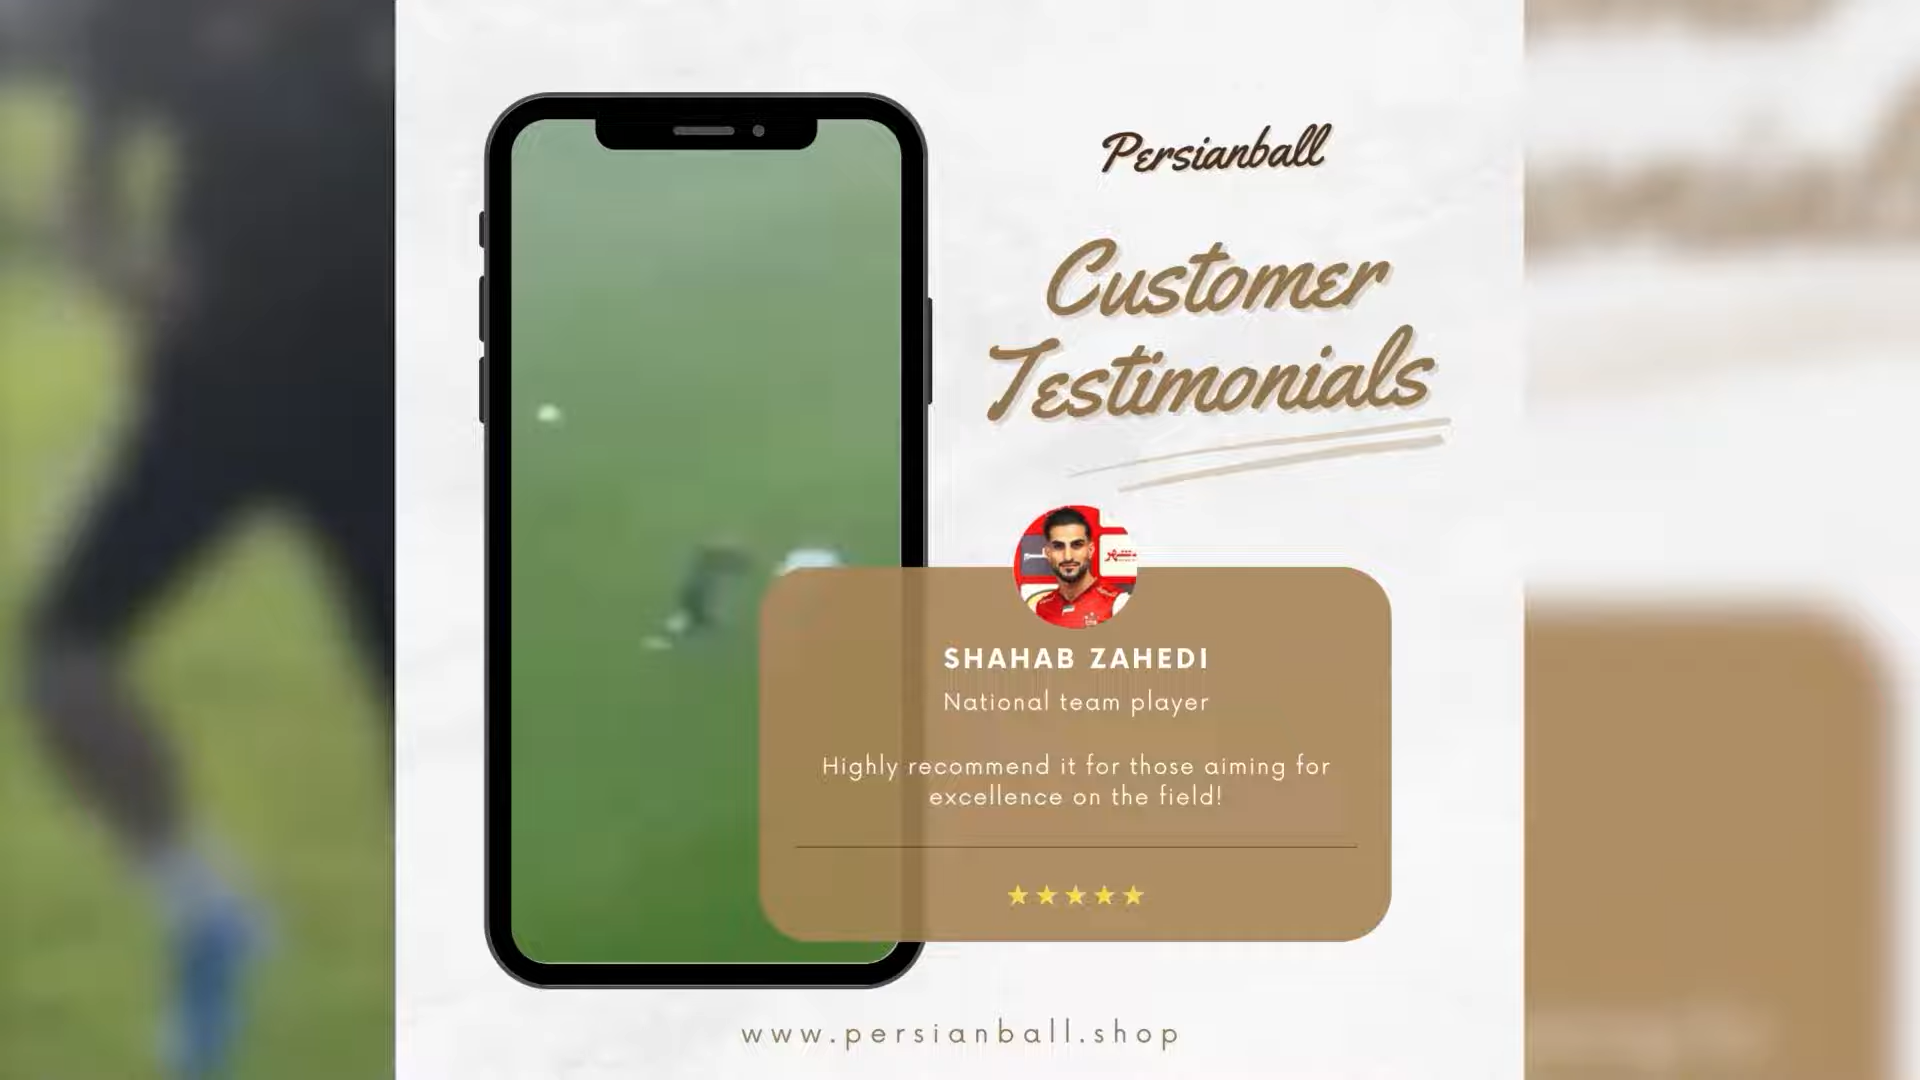 Persianball
Customer
Testimonials
SHAHAB ZAHEDI
National team player
Highly recommend it for those aiming for
excellence on the field!
www.persianball.shop